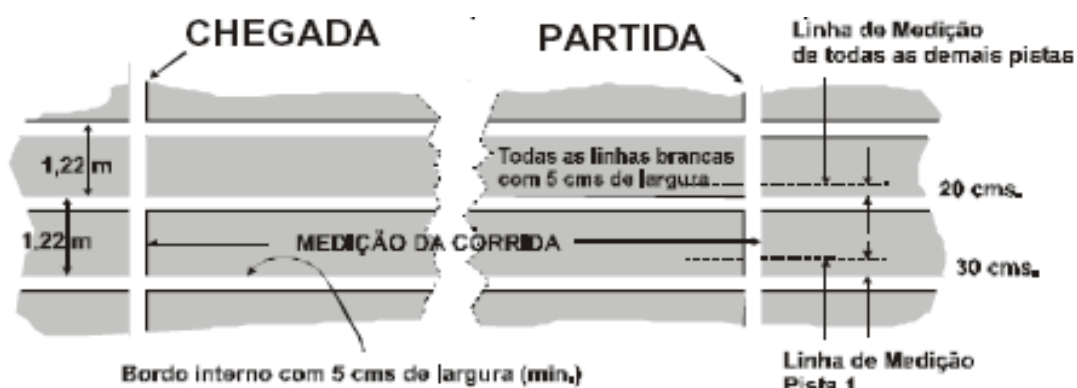 CHEGADA
PARTIDA
Linha de Medição
de todas as demais pistas
1,22 m
Todas as linhas brancas
com 5 cms de largura
20 cms.
1,22 m
MEDIÇÃO DA CORRIDA
30 cms.
Bordo interno com 5 cms de largura (min.)
Linha de Medição
Pista 1